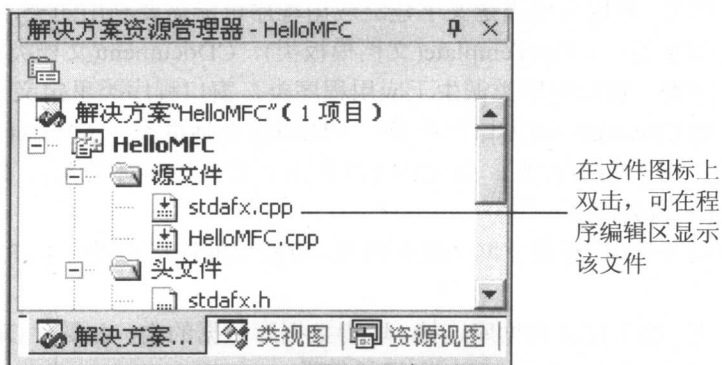 解决方案资源管理器 - HelloMFC
解决方案"HelloMFC"（1 项目）
HelloMFC
源文件
stdafx.cpp
HelloMFC.cpp
头文件
stdafx.h
解决方案... 类视图 资源视图
在文件图标上
双击，可在程
序编辑区显示
该文件